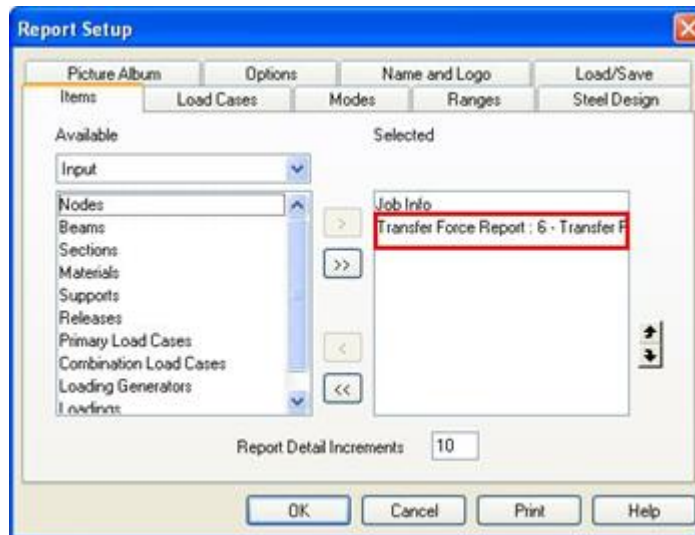 Report Setup
Picture Album Options Name and Logo Load/Save
Items Load Cases Modes Ranges Steel Design
Available Selected
Input
Nodes
Beams
Sections
Materials
Supports
Releases
Primary Load Cases
Combination Load Cases
Loading Generators
Loadings
> >> < <<
Job Info
Transfer Force Report : 6 - Transfer F
Report Detail Increments 10
OK Cancel Print Help